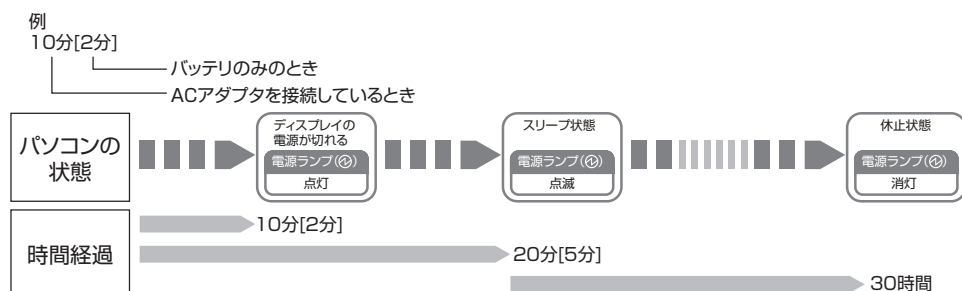 例
10分[2分]
バッテリのみのとき
ACアダプタを接続しているとき
パソコンの
状態
ディスプレイの
電源が切れる
電源ランプ()
点灯
スリープ状態
電源ランプ()
点滅
休止状態
電源ランプ()
消灯
時間経過
10分[2分]
20分[5分]
30時間